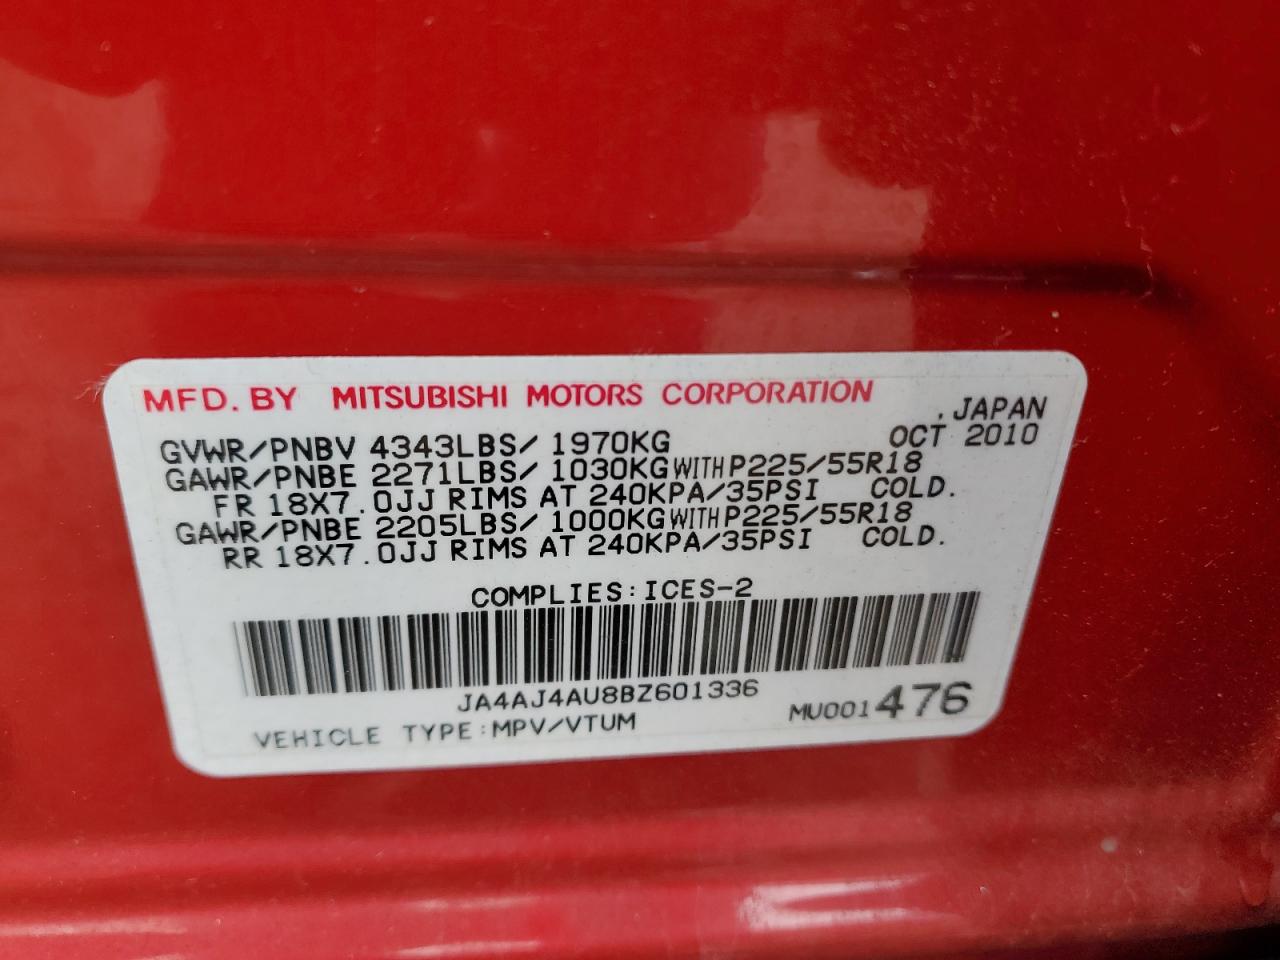 MFD. BY MITSUBISHI MOTORS CORPORATION
, JAPAN
GVWR/PNBV 4343LBS/ 1970KG OCT 2010
GAWR/PNBE 2271LBS/ 1030KG WITH P225/55R18
FR 18X7.0JJ RIMS AT 240KPA/35PSI COLD.
GAWR/PNBE 2205LBS/ 1000KG WITH P225/55R18
RR 18X7.0JJ RIMS AT 240KPA/35PSI COLD.
COMPLIES:ICES-2
JA4AJ4AU8BZ601336
VEHICLE TYPE:MPV/VTUM MU001476